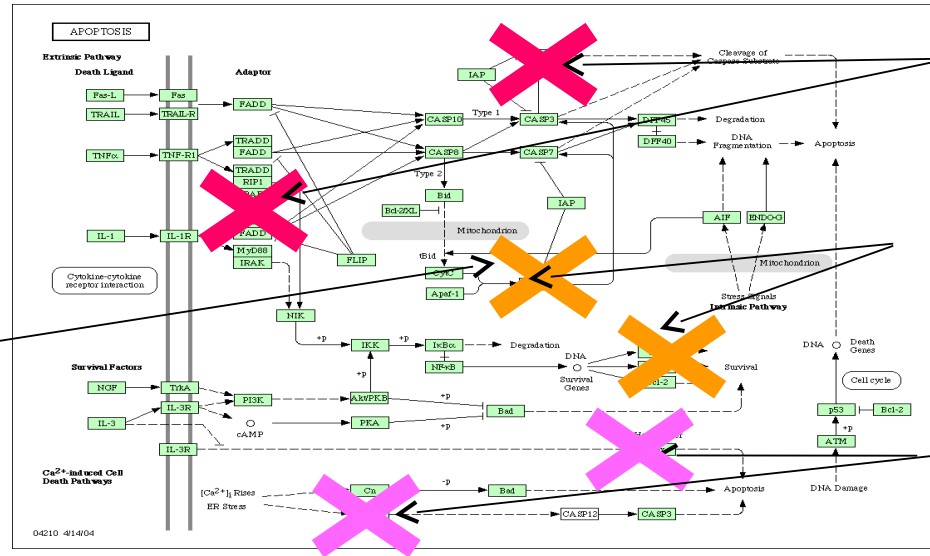 APOPTOSIS
Extrinsic Pathway
Death Ligand
Adaptor
Cleavage of
Caspase Substrate
IAP
Fas-L
Fas
FADD
TRAIL
TRAIL-R
CASP10
Type 1
CASP3
DFF45
Degradation
DFF40
DNA
Fragmentation
Apoptosis
TNFα
TNF-R1
TRADD
FADD
CASP8
CASP7
TRADD
RIP1
Type 2
Bid
IAP
Bcl-2/XL
AIF
ENDO-G
Mitochondrion
IL-1
IL-1R
FADD
MyD88
IRAK
FLIP
tBid
CytC
Mitochondrion
Cytokine-cytokine
receptor interaction
Apaf-1
Stress Signals
Intrinsic Pathway
NIK
+p
IKK
+p
IκBα
Degradation
NFκB
DNA
Survival
Genes
Bcl-2
Survival
DNA
Death
Genes
Cell cycle
Survival Factors
NGF
TrkA
PI3K
+p
Akt/PKB
+p
Bad
IL-3
IL-3R
cAMP
PKA
+p
p53
Bcl-2
+p
ATM
IL-3R
Ca2+-induced Cell
Death Pathways
[Ca2+]i Rises
ER Stress
Cn
-p
Bad
Apoptosis
DNA Damage
CASP12
CASP3
04210 4/14/04